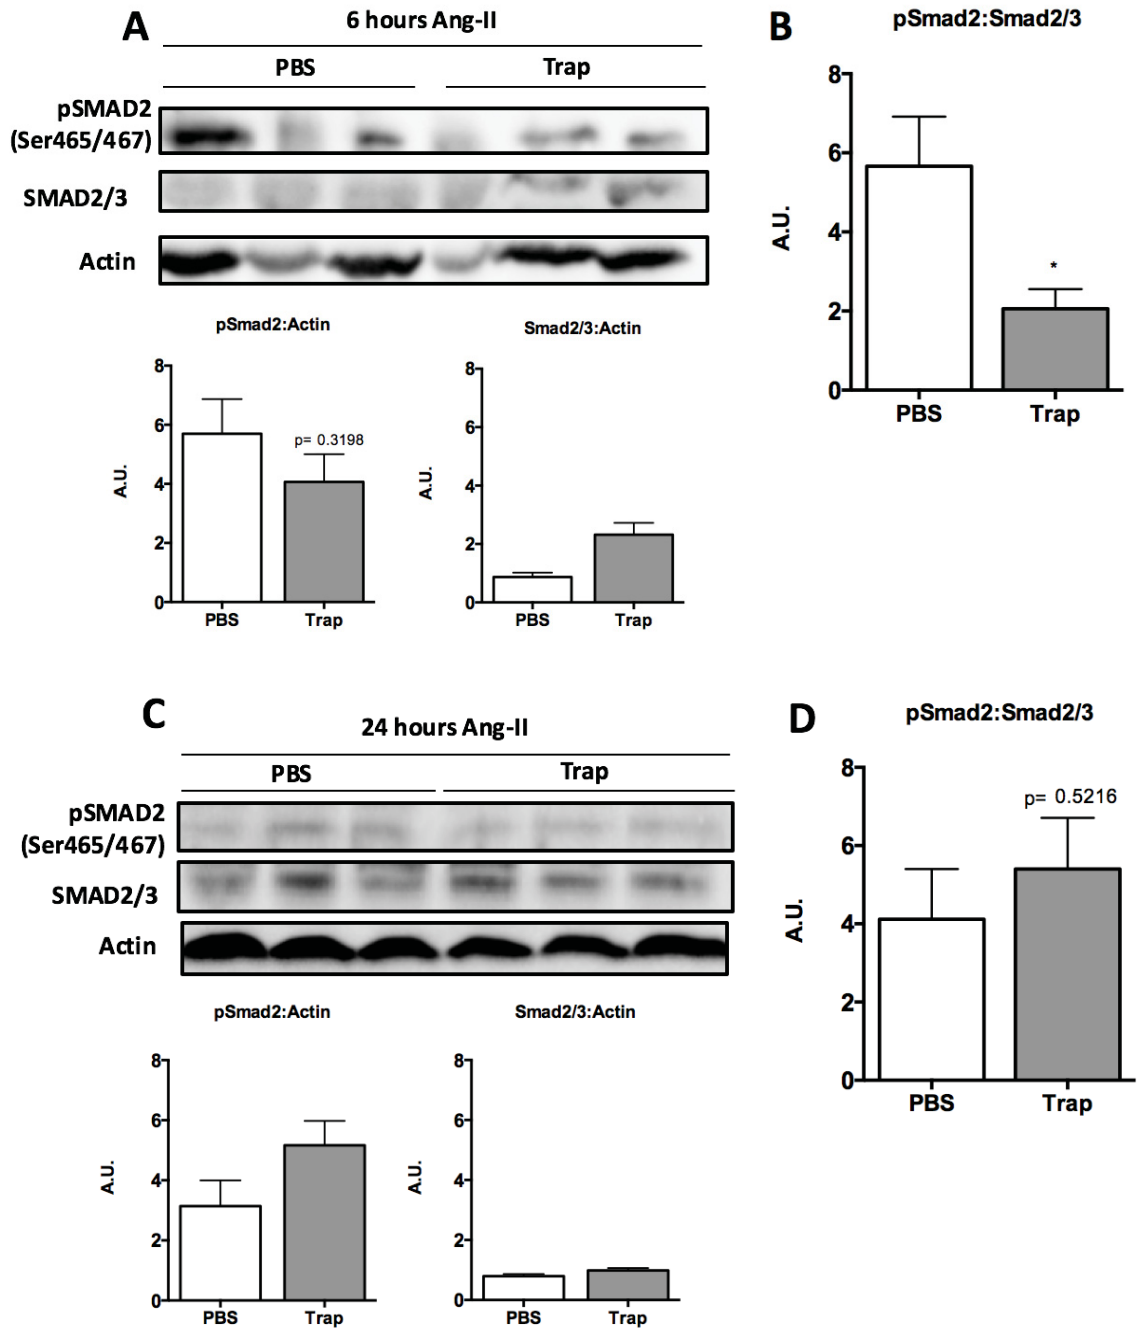 A
6 hours Ang-II
PBS
Trap
pSMAD2
(Ser465/467)
SMAD2/3
Actin
pSmad2:Actin
8
6
4
2
0
A.U.
p= 0.3198
PBS
Trap
Smad2/3:Actin
8
6
4
2
0
A.U.
PBS
Trap
B
pSmad2:Smad2/3
8
6
4
2
0
A.U.
*
PBS
Trap
C
24 hours Ang-II
PBS
Trap
pSMAD2
(Ser465/467)
SMAD2/3
Actin
pSmad2:Actin
8
6
4
2
0
A.U.
PBS
Trap
Smad2/3:Actin
8
6
4
2
0
A.U.
PBS
Trap
D
pSmad2:Smad2/3
8
6
4
2
0
A.U.
p= 0.5216
PBS
Trap